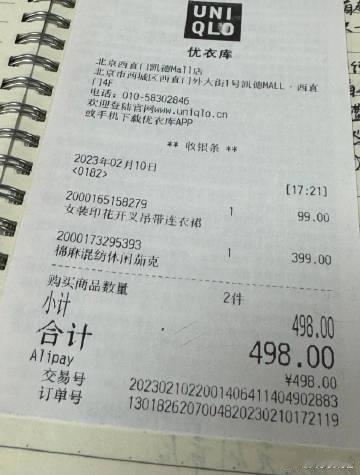 UNI
QLO
优衣库
北京西直门凯德Mall店
北京市西城区西直门外大街1号凯德MALL·西直
门4F
电话：010-58302846
欢迎登陆官网www.uniqlo.cn
或手机下载优衣库APP
** 收银条 **
2023年02月10日
<0182> [17:21]
2000165158279
女装印花开叉吊带连衣裙 1 99.00
2000173295393
棉麻混纺休闲茄克 1 399.00
购买商品数量 2件
小计 498.00
合计 498.00
Alipay ¥498.00
交易号 2023021022001406411404902883
订单号 13018262070048202302101721​19